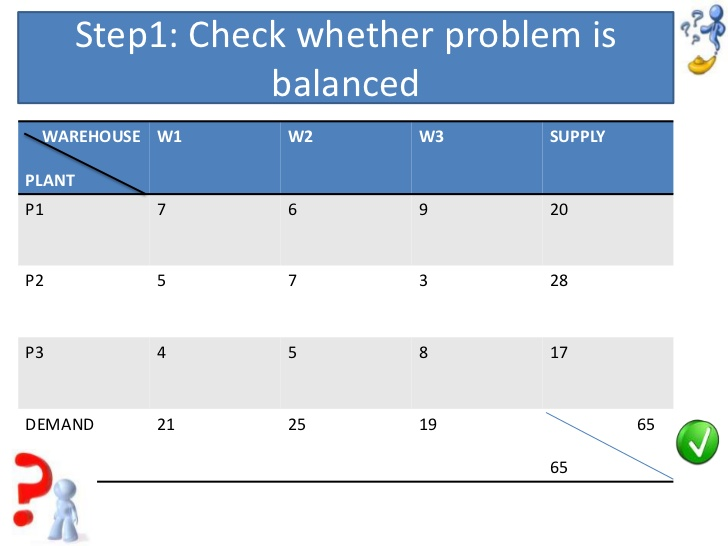 Step1: Check whether problem is
balanced
WAREHOUSE W1 W2 W3 SUPPLY
PLANT
P1 7 6 9 20
P2 5 7 3 28
P3 4 5 8 17
DEMAND 21 25 19 65
65